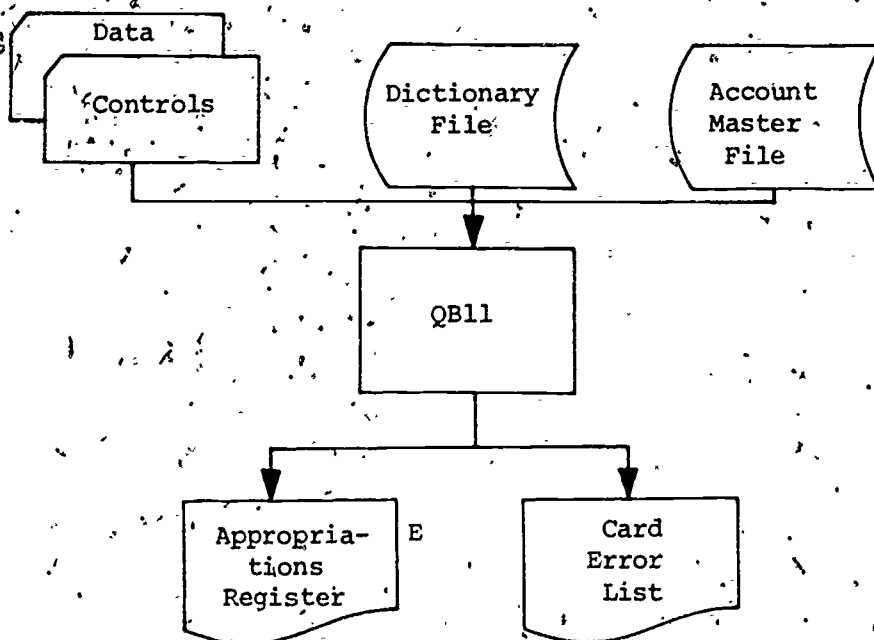 Data
Controls
Dictionary
File
Account
Master
File
QB11
Appropria-
tions
Register
E
Card
Error
List